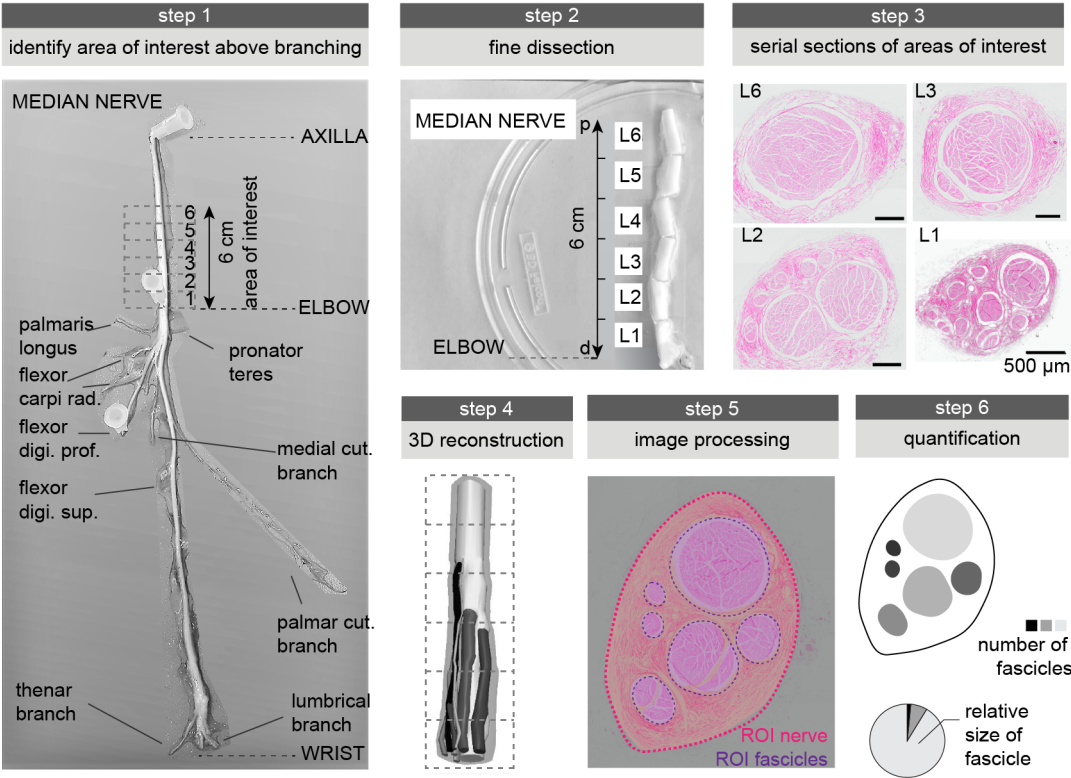 step 1
identify area of interest above branching
MEDIAN NERVE
AXILLA
6
5
4
3
2
1
6 cm
area of interest
ELBOW
palmaris
longus
flexor
carpi rad.
flexor
digi. prof.
flexor
digi. sup.
pronator
teres
medial cut.
branch
palmar cut.
branch
thenar
branch
lumbrical
branch
WRIST
step 2
fine dissection
MEDIAN NERVE
p
L6
L5
L4
L3
L2
L1
6 cm
ELBOW
d
step 3
serial sections of areas of interest
L6
L3
L2
L1
500 µm
step 4
3D reconstruction
step 5
image processing
ROI nerve
ROI fascicles
step 6
quantification
number of
fascicles
relative
size of
fascicle